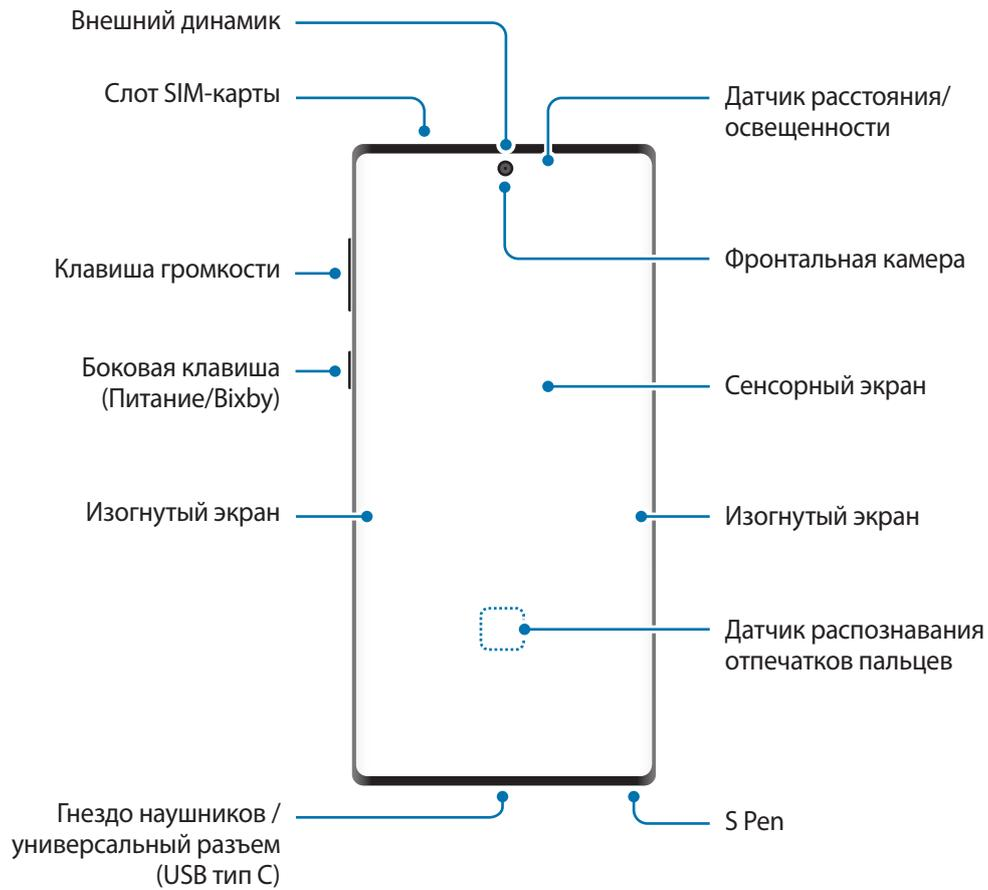 Внешний динамик
Слот SIM-карты
Датчик расстояния/
освещенности
Клавиша громкости
Фронтальная камера
Боковая клавиша
(Питание/Bixby)
Сенсорный экран
Изогнутый экран
Изогнутый экран
Датчик распознавания
отпечатков пальцев
Гнездо наушников /
универсальный разъем
(USB тип C)
S Pen